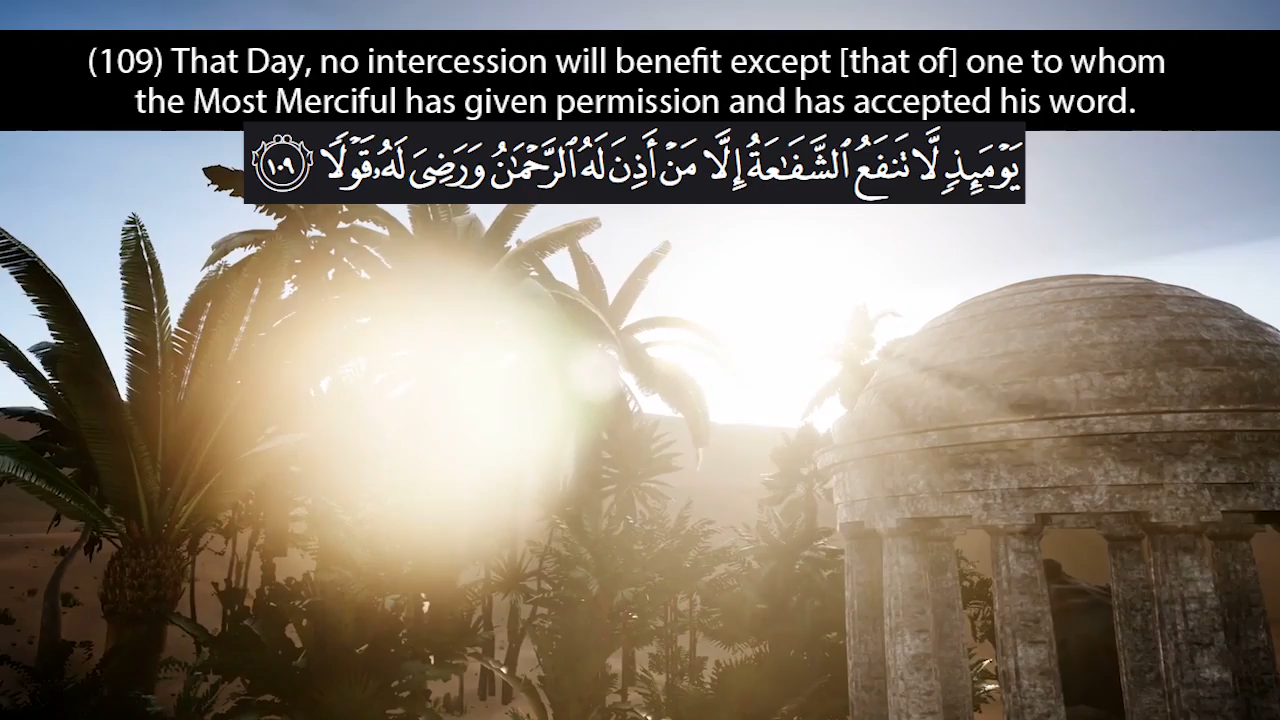 (109) That Day, no intercession will benefit except [that of] one to whom
the Most Merciful has given permission and has accepted his word.
يَوْمَئِذٍ لَّا تَنفَعُ ٱلشَّفَـٰعَةُ إِلَّا مَنْ أَذِنَ لَهُ ٱلرَّحْمَـٰنُ وَرَضِىَ لَهُۥ قَوْلًا ١٠٩